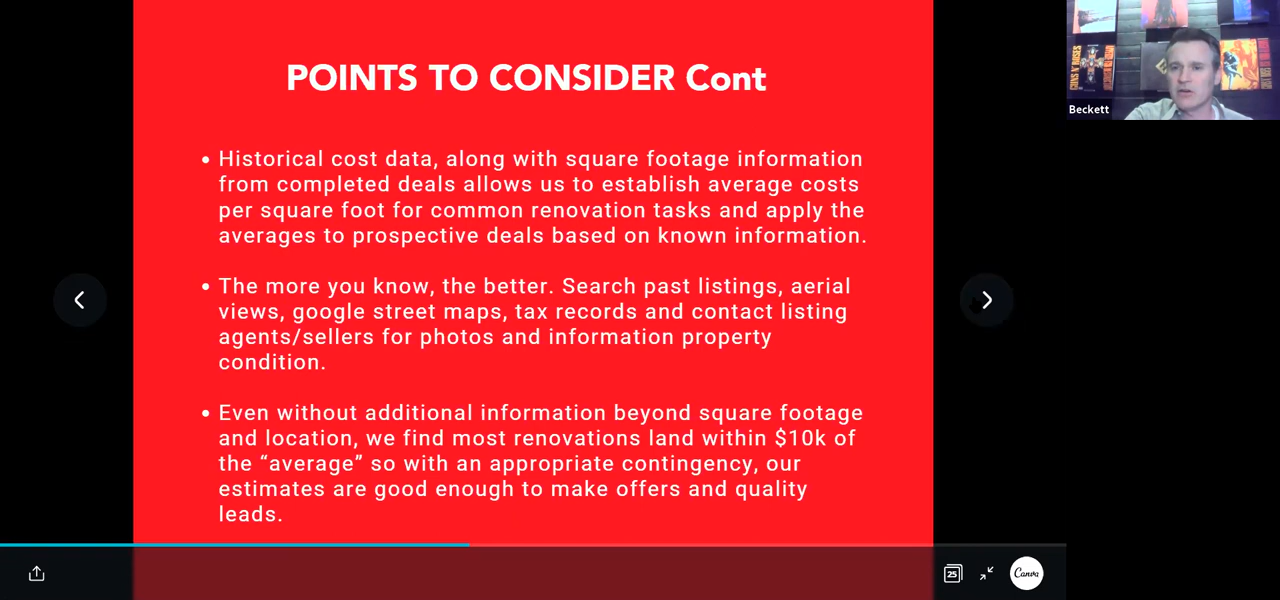 POINTS TO CONSIDER Cont
• Historical cost data, along with square footage information
from completed deals allows us to establish average costs
per square foot for common renovation tasks and apply the
averages to prospective deals based on known information.
• The more you know, the better. Search past listings, aerial
views, google street maps, tax records and contact listing
agents/sellers for photos and information property
condition.
• Even without additional information beyond square footage
and location, we find most renovations land within $10k of
the “average” so with an appropriate contingency, our
estimates are good enough to make offers and quality
leads.
GUNS N' ROSES
Beckett
25
Canva